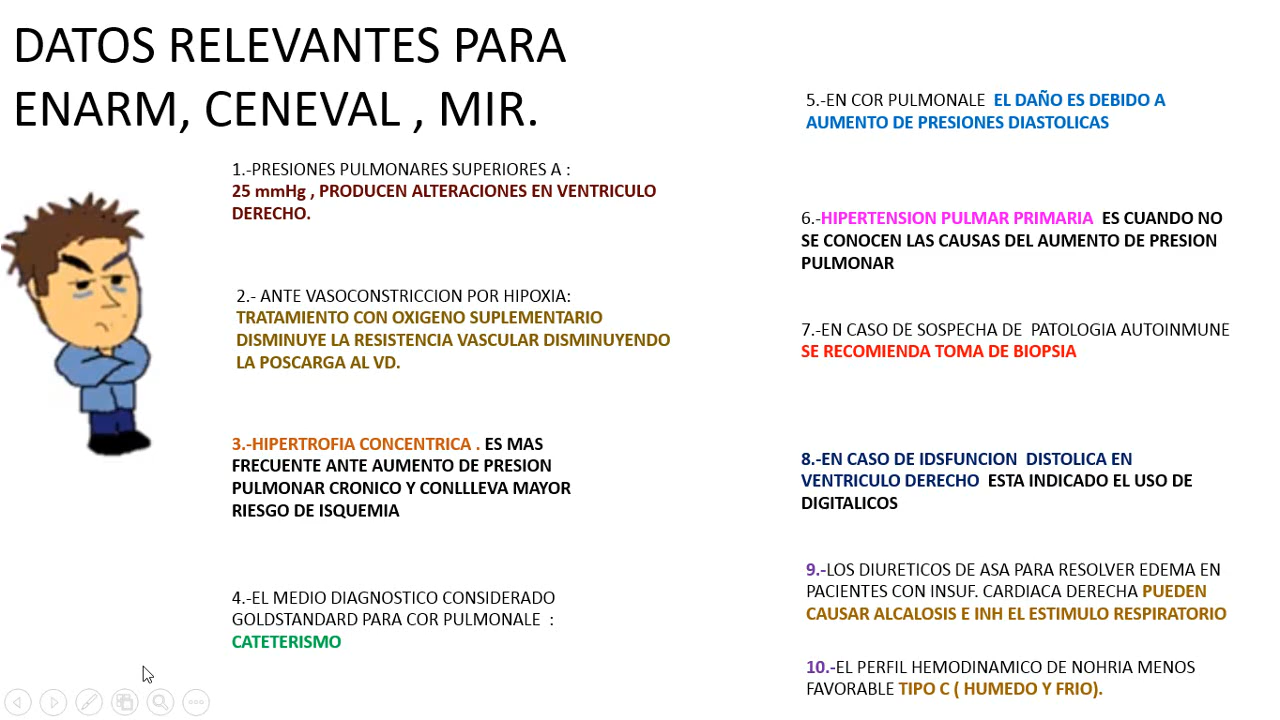 DATOS RELEVANTES PARA
ENARM, CENEVAL , MIR.
1.-PRESIONES PULMONARES SUPERIORES A :
25 mmHg , PRODUCEN ALTERACIONES EN VENTRICULO
DERECHO.
2.- ANTE VASOCONSTRICCION POR HIPOXIA:
TRATAMIENTO CON OXIGENO SUPLEMENTARIO
DISMINUYE LA RESISTENCIA VASCULAR DISMINUYENDO
LA POSCARGA AL VD.
3.-HIPERTROFIA CONCENTRICA . ES MAS
FRECUENTE ANTE AUMENTO DE PRESION
PULMONAR CRONICO Y CONLLLEVA MAYOR
RIESGO DE ISQUEMIA
4.-EL MEDIO DIAGNOSTICO CONSIDERADO
GOLDSTANDARD PARA COR PULMONALE :
CATETERISMO
5.-EN COR PULMONALE EL DAÑO ES DEBIDO A
AUMENTO DE PRESIONES DIASTOLICAS
6.-HIPERTENSION PULMAR PRIMARIA ES CUANDO NO
SE CONOCEN LAS CAUSAS DEL AUMENTO DE PRESION
PULMONAR
7.-EN CASO DE SOSPECHA DE PATOLOGIA AUTOINMUNE
SE RECOMIENDA TOMA DE BIOPSIA
8.-EN CASO DE IDSFUNCION DISTOLICA EN
VENTRICULO DERECHO ESTA INDICADO EL USO DE
DIGITALICOS
9.-LOS DIURETICOS DE ASA PARA RESOLVER EDEMA EN
PACIENTES CON INSUF. CARDIACA DERECHA PUEDEN
CAUSAR ALCALOSIS E INH EL ESTIMULO RESPIRATORIO
10.-EL PERFIL HEMODINAMICO DE NOHRIA MENOS
FAVORABLE TIPO C ( HUMEDO Y FRIO).